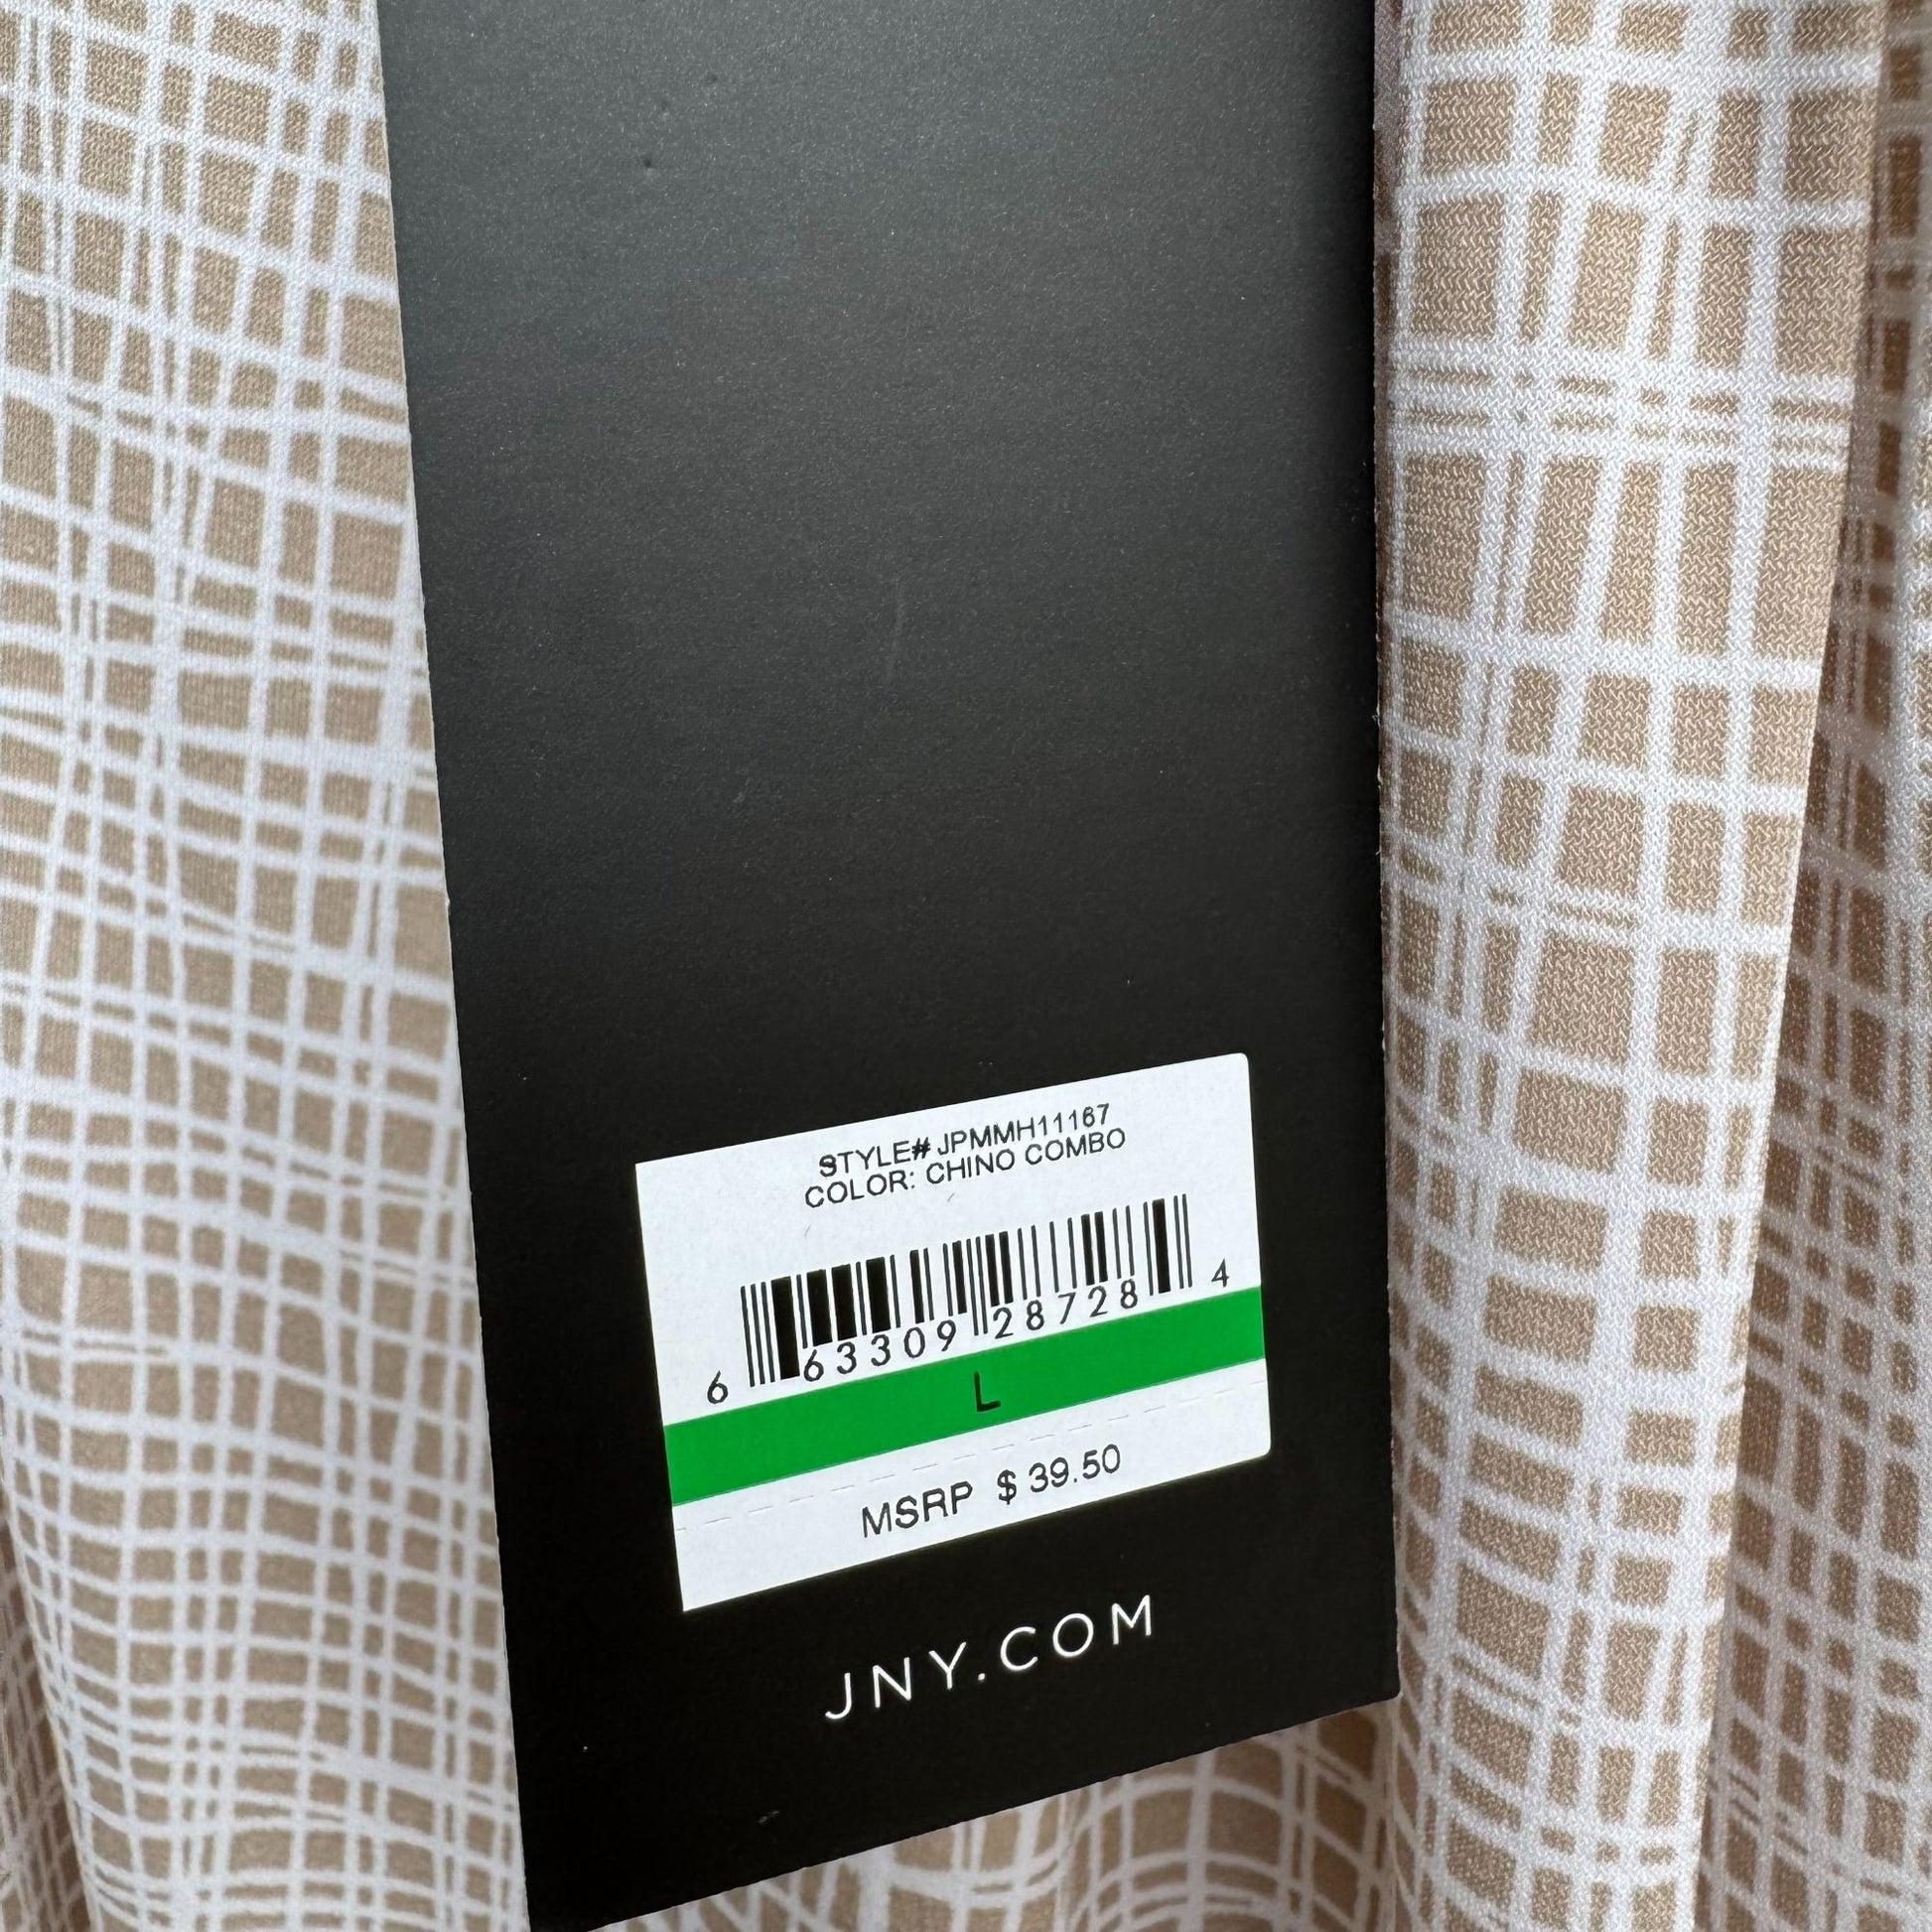 STYLE# JPMMH11167
COLOR: CHINO COMBO
6 63309 28728 4
L
MSRP $ 39.50
JNY.COM